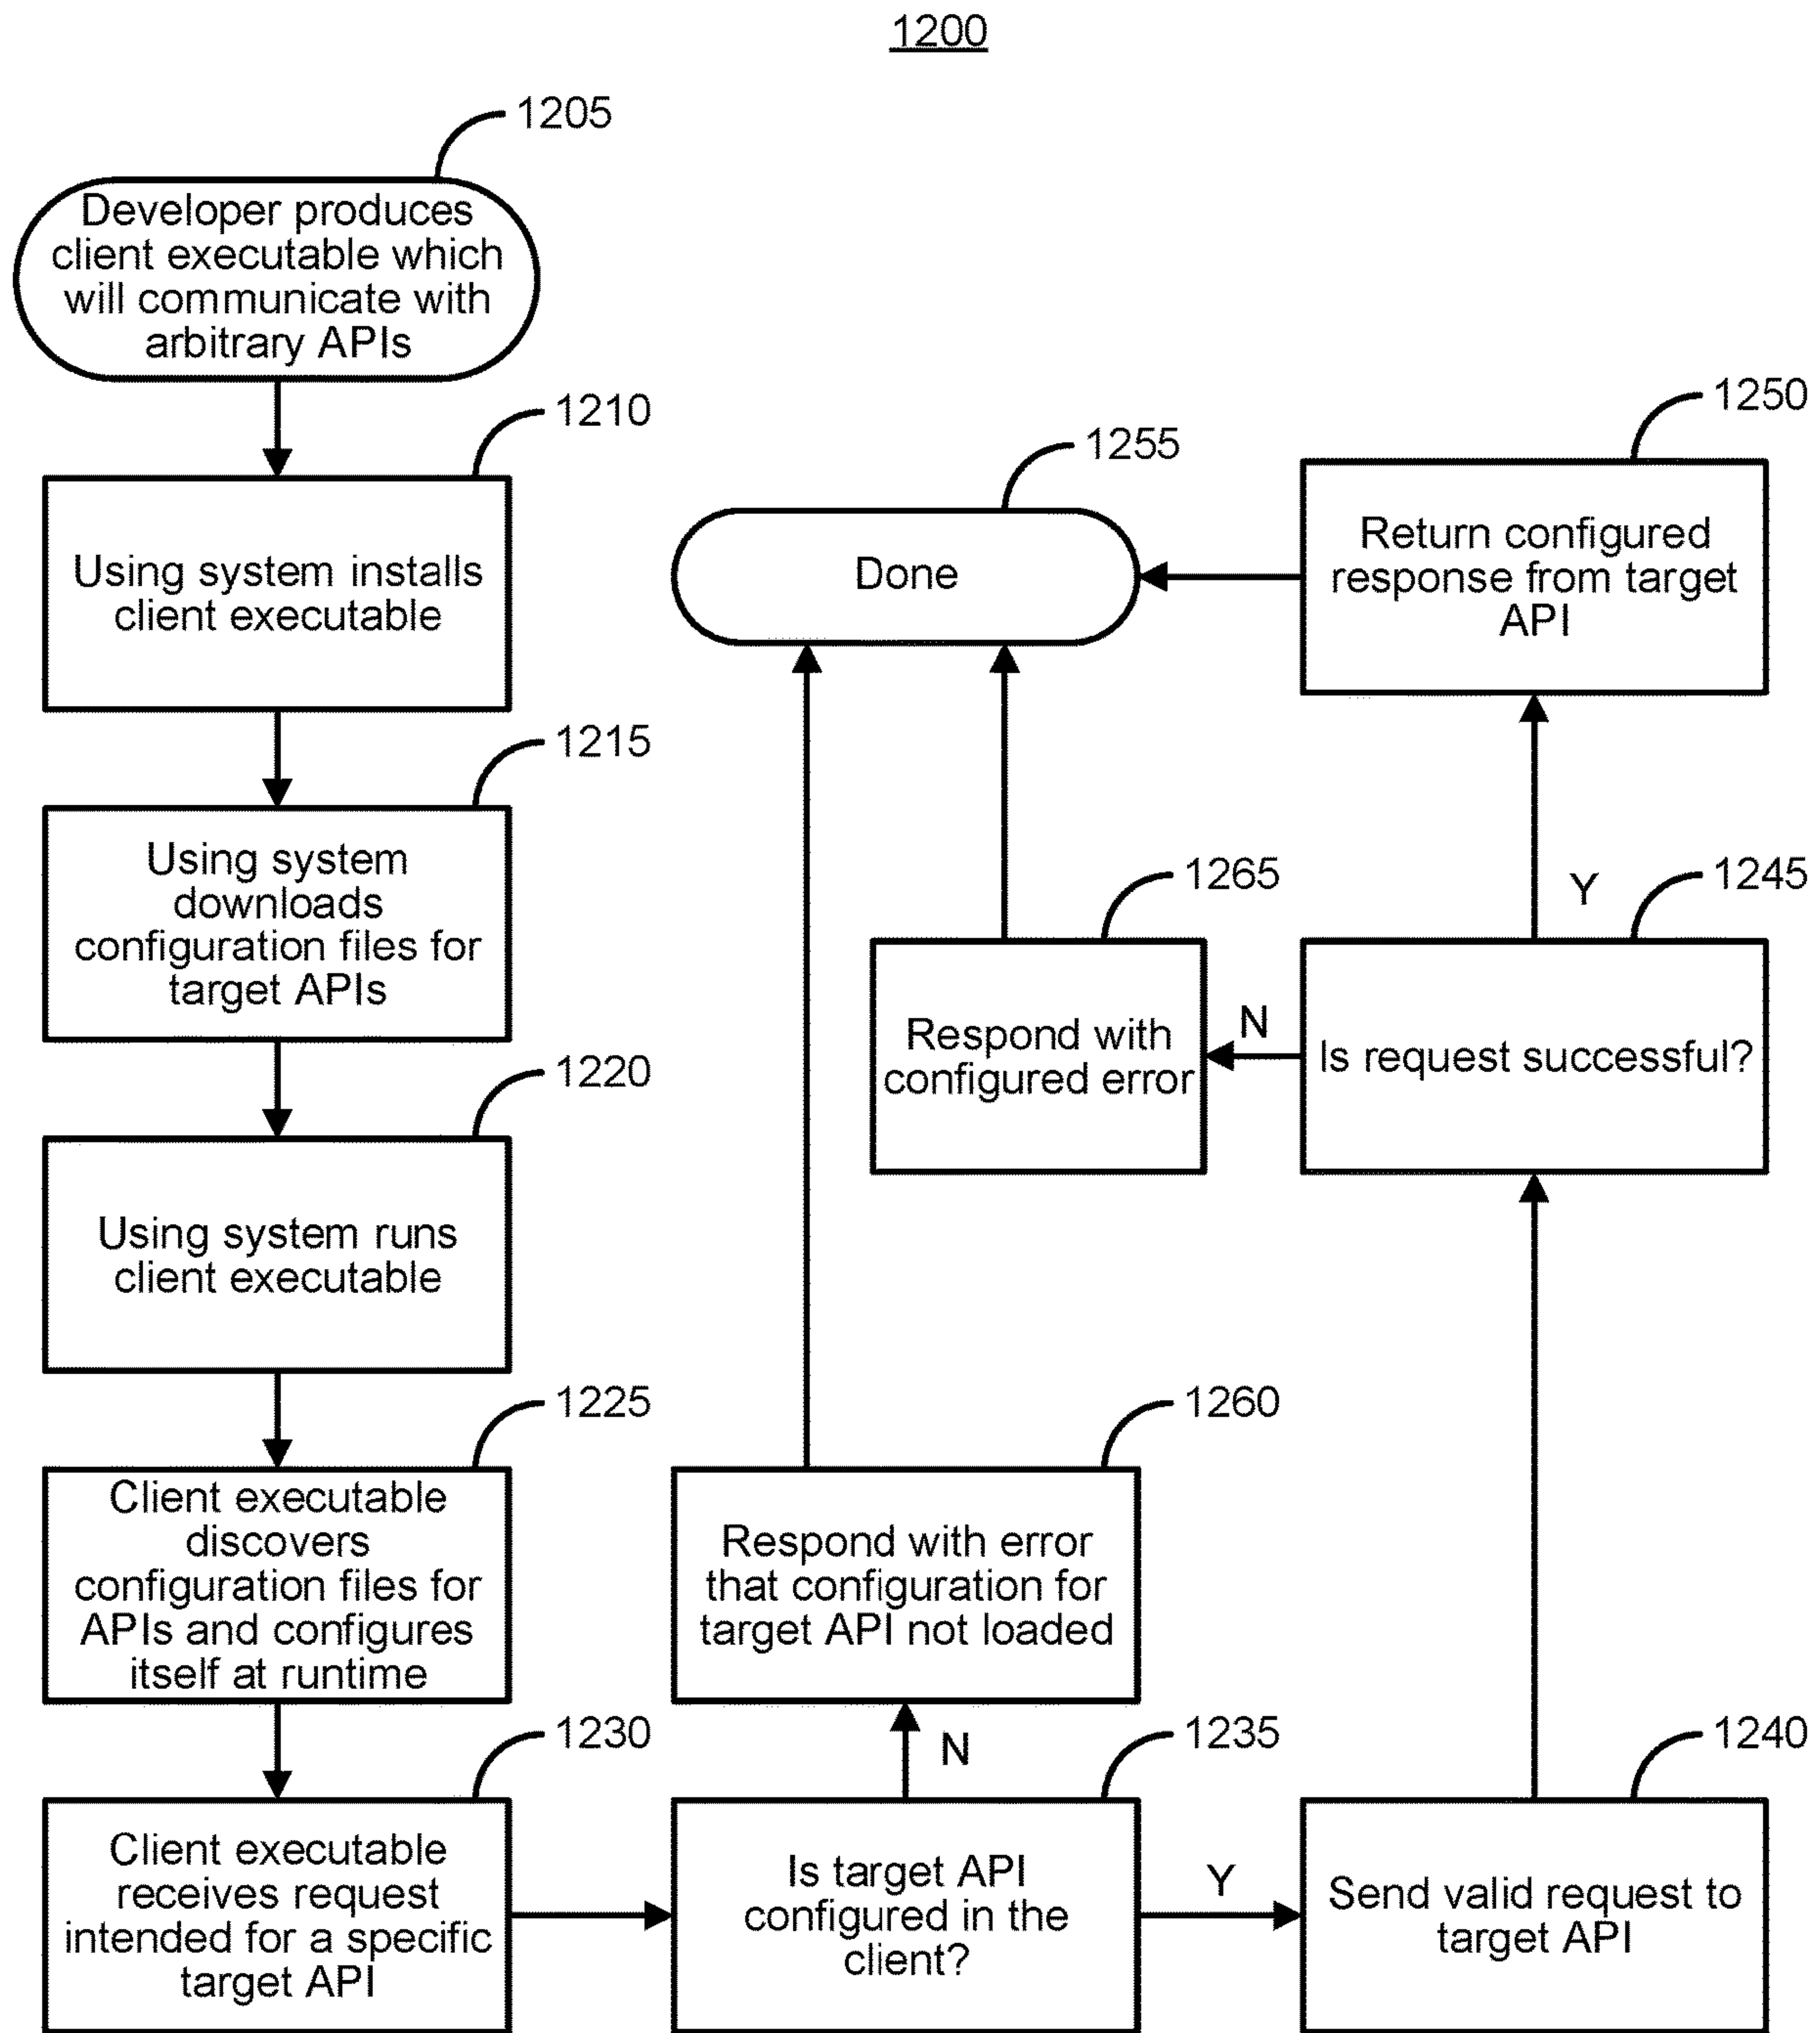 1200
1205
Developer produces
client executable which
will communicate with
arbitrary APIs
1210
Using system installs
client executable
1215
Using system
downloads
configuration files for
target APIs
1220
Using system runs
client executable
1225
Client executable
discovers
configuration files for
APIs and configures
itself at runtime
1230
Client executable
receives request
intended for a specific
target API
1235
Is target API
configured in the
client?
N
Y
1260
Respond with error
that configuration for
target API not loaded
1240
Send valid request to
target API
1245
Is request successful?
N
Y
1265
Respond with
configured error
1250
Return configured
response from target
API
1255
Done